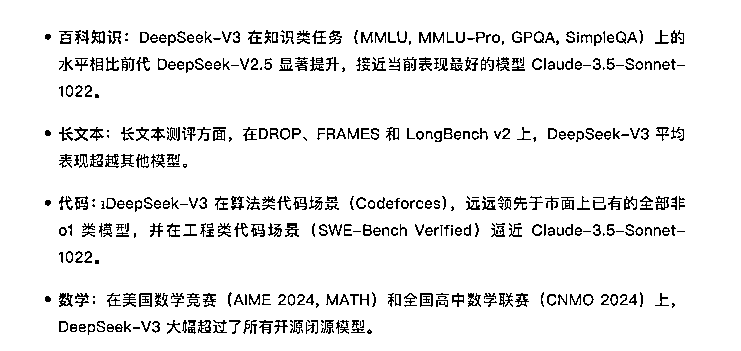 • 百科知识：DeepSeek-V3 在知识类任务（MMLU, MMLU-Pro, GPQA, SimpleQA）上的
水平相比前代 DeepSeek-V2.5 显著提升，接近当前表现最好的模型 Claude-3.5-Sonnet-
1022。
• 长文本：长文本测评方面，在DROP、FRAMES 和 LongBench v2 上，DeepSeek-V3 平均
表现超越其他模型。
• 代码：DeepSeek-V3 在算法类代码场景（Codeforces），远远领先于市面上已有的全部非
o1 类模型，并在工程类代码场景（SWE-Bench Verified）逼近 Claude-3.5-Sonnet-
1022。
• 数学：在美国数学竞赛（AIME 2024, MATH）和全国高中数学联赛（CNMO 2024）上，
DeepSeek-V3 大幅超过了所有开源闭源模型。